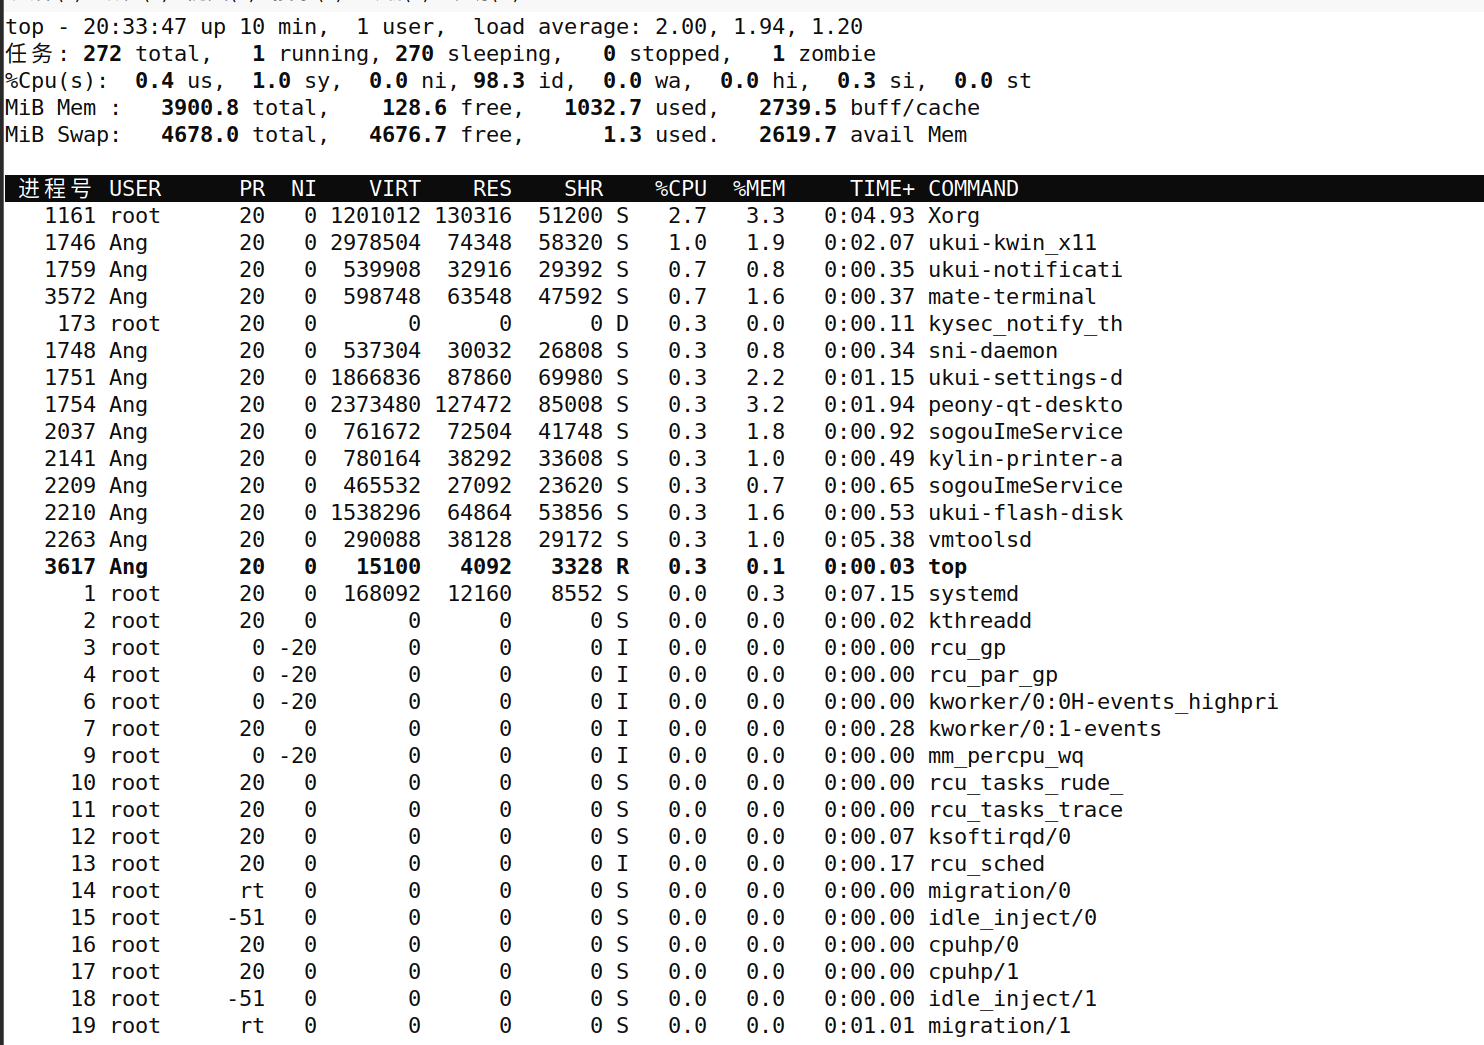 top - 20:33:47 up 10 min,  1 user,  load average: 2.00, 1.94, 1.20
任务: 272 total,   1 running, 270 sleeping,   0 stopped,   1 zombie
%Cpu(s):  0.4 us,  1.0 sy,  0.0 ni, 98.3 id,  0.0 wa,  0.0 hi,  0.3 si,  0.0 st
MiB Mem :   3900.8 total,    128.6 free,   1032.7 used,   2739.5 buff/cache
MiB Swap:   4678.0 total,   4676.7 free,      1.3 used.   2619.7 avail Mem
进程号 USER      PR  NI    VIRT    RES    SHR    %CPU  %MEM     TIME+ COMMAND
1161 root      20   0 1201012 130316  51200 S   2.7   3.3   0:04.93 Xorg
1746 Ang       20   0 2978504  74348  58320 S   1.0   1.9   0:02.07 ukui-kwin_x11
1759 Ang       20   0  539908  32916  29392 S   0.7   0.8   0:00.35 ukui-notificati
3572 Ang       20   0  598748  63548  47592 S   0.7   1.6   0:00.37 mate-terminal
173 root      20   0       0      0      0 D   0.3   0.0   0:00.11 kysec_notify_th
1748 Ang       20   0  537304  30032  26808 S   0.3   0.8   0:00.34 sni-daemon
1751 Ang       20   0 1866836  87860  69980 S   0.3   2.2   0:01.15 ukui-settings-d
1754 Ang       20   0 2373480 127472  85008 S   0.3   3.2   0:01.94 peony-qt-deskto
2037 Ang       20   0  761672  72504  41748 S   0.3   1.8   0:00.92 sogouImeService
2141 Ang       20   0  780164  38292  33608 S   0.3   1.0   0:00.49 kylin-printer-a
2209 Ang       20   0  465532  27092  23620 S   0.3   0.7   0:00.65 sogouImeService
2210 Ang       20   0 1538296  64864  53856 S   0.3   1.6   0:00.53 ukui-flash-disk
2263 Ang       20   0  290088  38128  29172 S   0.3   1.0   0:05.38 vmtoolsd
3617 Ang       20   0   15100   4092   3328 R   0.3   0.1   0:00.03 top
1 root      20   0  168092  12160   8552 S   0.0   0.3   0:07.15 systemd
2 root      20   0       0      0      0 S   0.0   0.0   0:00.02 kthreadd
3 root       0 -20       0      0      0 I   0.0   0.0   0:00.00 rcu_gp
4 root       0 -20       0      0      0 I   0.0   0.0   0:00.00 rcu_par_gp
6 root       0 -20       0      0      0 I   0.0   0.0   0:00.00 kworker/0:0H-events_highpri
7 root      20   0       0      0      0 I   0.0   0.0   0:00.28 kworker/0:1-events
9 root       0 -20       0      0      0 I   0.0   0.0   0:00.00 mm_percpu_wq
10 root      20   0       0      0      0 S   0.0   0.0   0:00.00 rcu_tasks_rude_
11 root      20   0       0      0      0 S   0.0   0.0   0:00.00 rcu_tasks_trace
12 root      20   0       0      0      0 S   0.0   0.0   0:00.07 ksoftirqd/0
13 root      20   0       0      0      0 I   0.0   0.0   0:00.17 rcu_sched
14 root      rt   0       0      0      0 S   0.0   0.0   0:00.00 migration/0
15 root     -51   0       0      0      0 S   0.0   0.0   0:00.00 idle_inject/0
16 root      20   0       0      0      0 S   0.0   0.0   0:00.00 cpuhp/0
17 root      20   0       0      0      0 S   0.0   0.0   0:00.00 cpuhp/1
18 root     -51   0       0      0      0 S   0.0   0.0   0:00.00 idle_inject/1
19 root      rt   0       0      0      0 S   0.0   0.0   0:01.01 migration/1